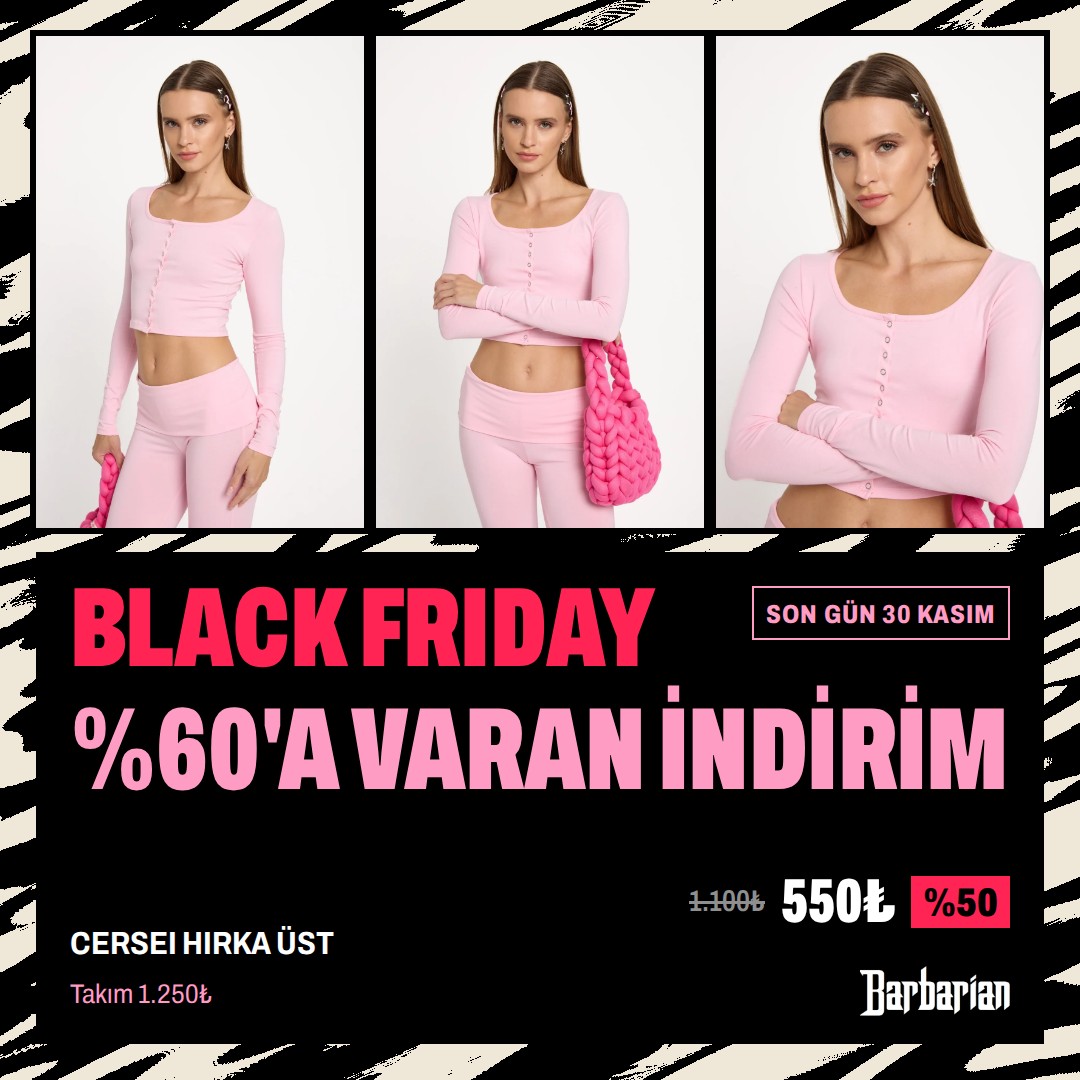 BLACK FRIDAY
SON GÜN 30 KASIM
%60'A VARAN İNDİRİM
1.100₺ 550₺ %50
CERSEI HIRKA ÜST
Takım 1.250₺
Barbarian